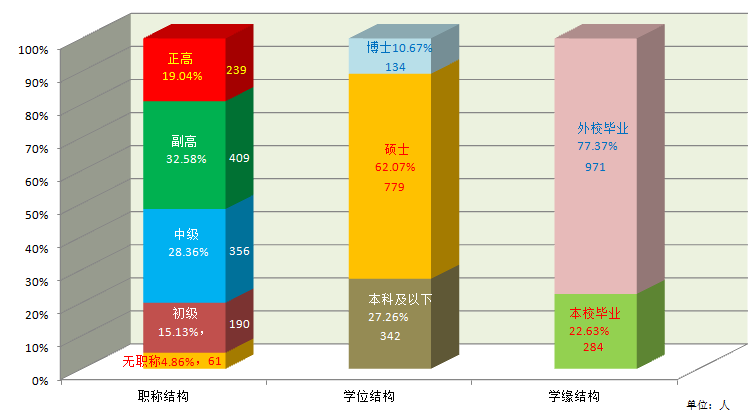 100%
90%
80%
70%
60%
50%
40%
30%
20%
10%
0%
正高
19.04%
239
副高
32.58%
409
中级
28.36%
356
初级
15.13%，
190
无职称4.86%，61
博士10.67%
134
硕士
62.07%
779
本科及以下
27.26%
342
外校毕业
77.37%
971
本校毕业
22.63%
284
职称结构
学位结构
学缘结构
单位：人